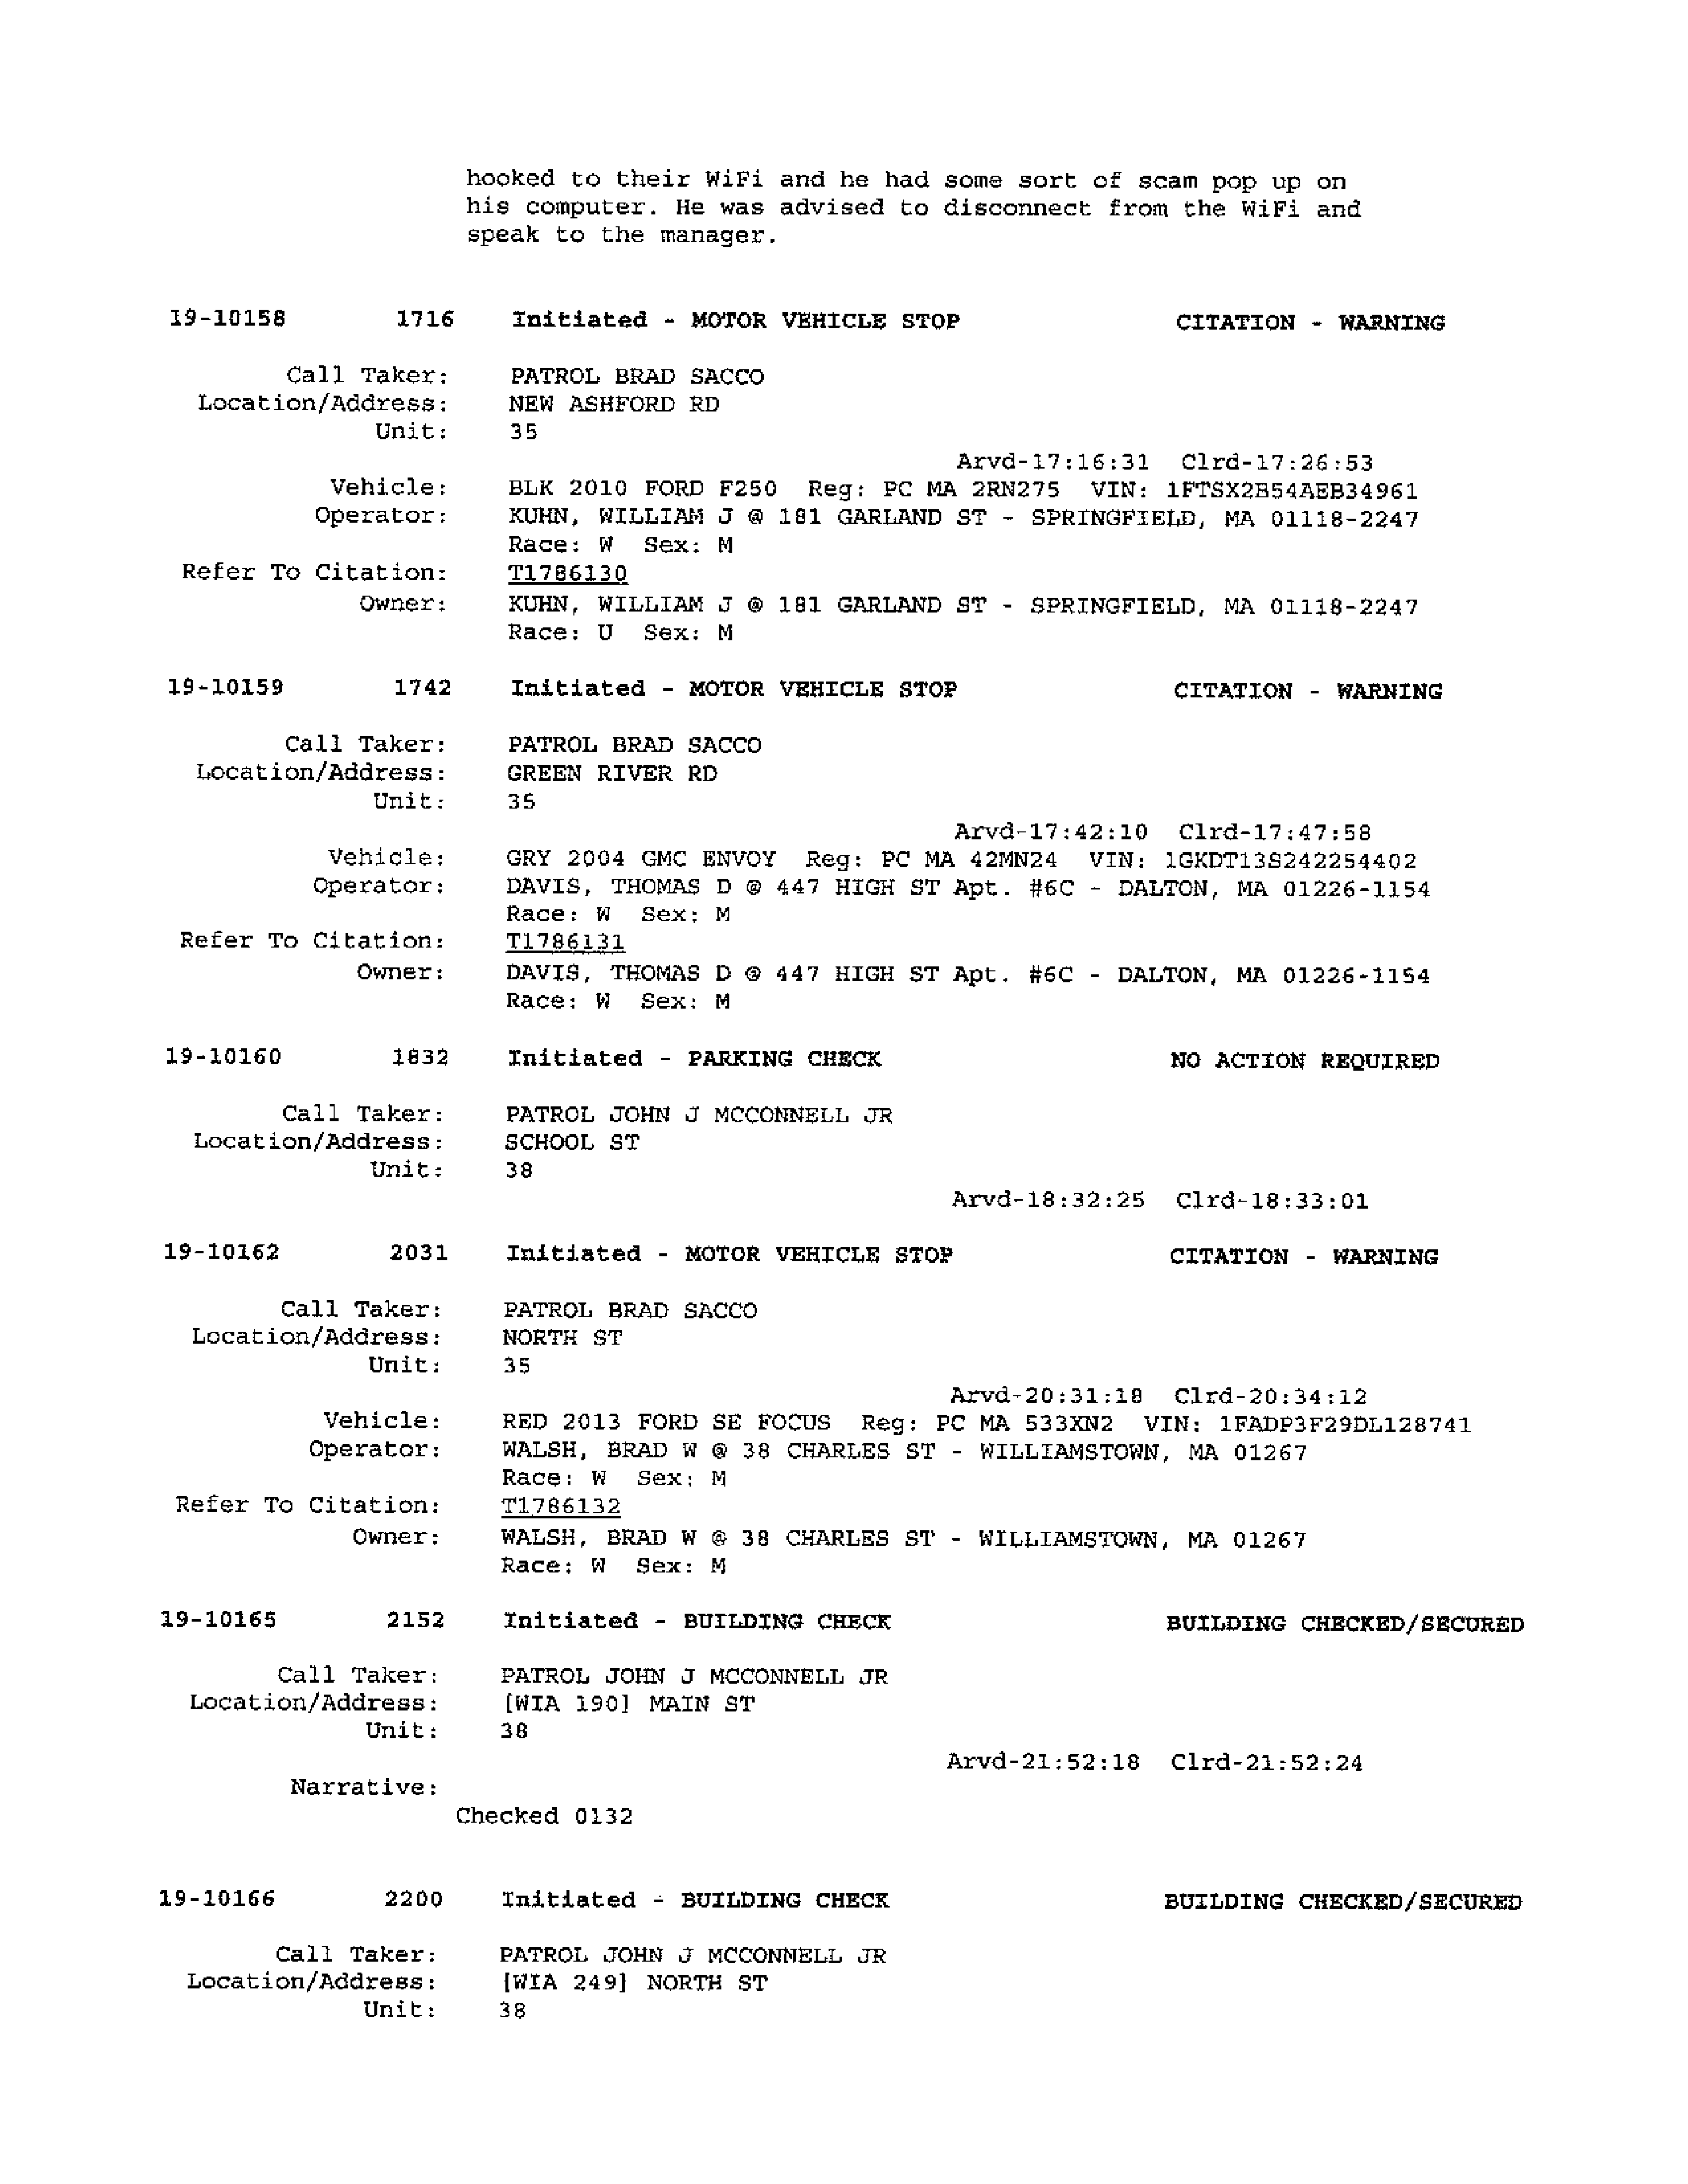 hooked to their WiFi and he had some sort of scam pop up on
his computer. He was advised to disconnect from the WiFi and
speak to the manager.
19-10158 1716 Initiated - MOTOR VEHICLE STOP CITATION - WARNING
Call Taker: PATROL BRAD SACCO
Location/Address: NEW ASHFORD RD
Unit: 35
Arvd-17:16:31 Clrd-17:26:53
Vehicle: BLK 2010 FORD F250 Reg: PC MA 2RN275 VIN: 1FTSX2B54AEB34961
Operator: KUHN, WILLIAM J @ 181 GARLAND ST - SPRINGFIELD, MA 01118-2247
Race: W Sex: M
Refer To Citation: T1786130
Owner: KUHN, WILLIAM J @ 181 GARLAND ST - SPRINGFIELD, MA 01118-2247
Race: U Sex: M
19-10159 1742 Initiated - MOTOR VEHICLE STOP CITATION - WARNING
Call Taker: PATROL BRAD SACCO
Location/Address: GREEN RIVER RD
Unit: 35
Arvd-17:42:10 Clrd-17:47:58
Vehicle: GRY 2004 GMC ENVOY Reg: PC MA 42MN24 VIN: 1GKDT13S242254402
Operator: DAVIS, THOMAS D @ 447 HIGH ST Apt. #6C - DALTON, MA 01226-1154
Race: W Sex: M
Refer To Citation: T1786131
Owner: DAVIS, THOMAS D @ 447 HIGH ST Apt. #6C - DALTON, MA 01226-1154
Race: W Sex: M
19-10160 1832 Initiated - PARKING CHECK NO ACTION REQUIRED
Call Taker: PATROL JOHN J MCCONNELL JR
Location/Address: SCHOOL ST
Unit: 38
Arvd-18:32:25 Clrd-18:33:01
19-10162 2031 Initiated - MOTOR VEHICLE STOP CITATION - WARNING
Call Taker: PATROL BRAD SACCO
Location/Address: NORTH ST
Unit: 35
Arvd-20:31:18 Clrd-20:34:12
Vehicle: RED 2013 FORD SE FOCUS Reg: PC MA 533XN2 VIN: 1FADP3F29DL128741
Operator: WALSH, BRAD W @ 38 CHARLES ST - WILLIAMSTOWN, MA 01267
Race: W Sex: M
Refer To Citation: T1786132
Owner: WALSH, BRAD W @ 38 CHARLES ST - WILLIAMSTOWN, MA 01267
Race: W Sex: M
19-10165 2152 Initiated - BUILDING CHECK BUILDING CHECKED/SECURED
Call Taker: PATROL JOHN J MCCONNELL JR
Location/Address: [WIA 190] MAIN ST
Unit: 38
Arvd-21:52:18 Clrd-21:52:24
Narrative:
Checked 0132
19-10166 2200 Initiated - BUILDING CHECK BUILDING CHECKED/SECURED
Call Taker: PATROL JOHN J MCCONNELL JR
Location/Address: [WIA 249] NORTH ST
Unit: 38